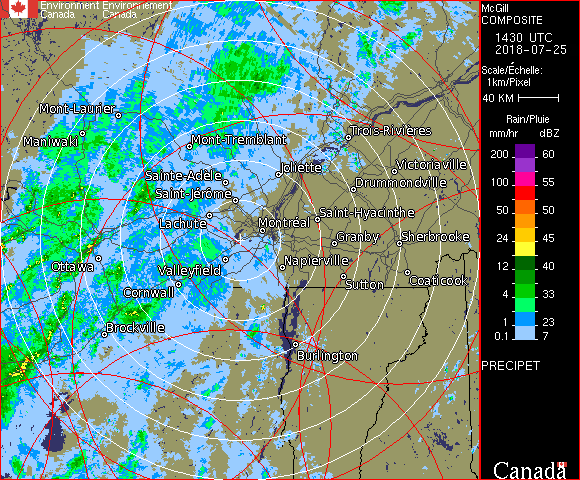 Environment Environnement
Canada Canada
McGill
COMPOSITE
1430 UTC
2018-07-25
Scale/Échelle:
1km/Pixel
40 KM
Rain/Pluie
mm/hr dBZ
200 60
100 55
50 50
24 45
12 40
4 33
1 23
0.1 7
PRECIPET
Canada
Mont-Laurier
Maniwaki
Mont-Tremblant
Trois-Rivières
Joliette
Victoriaville
Sainte-Adèle
Drummondville
Saint-Jérôme
Saint-Hyacinthe
Lachute
Montréal
Granby
Sherbrooke
Ottawa
Valleyfield
Napierville
Sutton
Coaticook
Cornwall
Brockville
Burlington